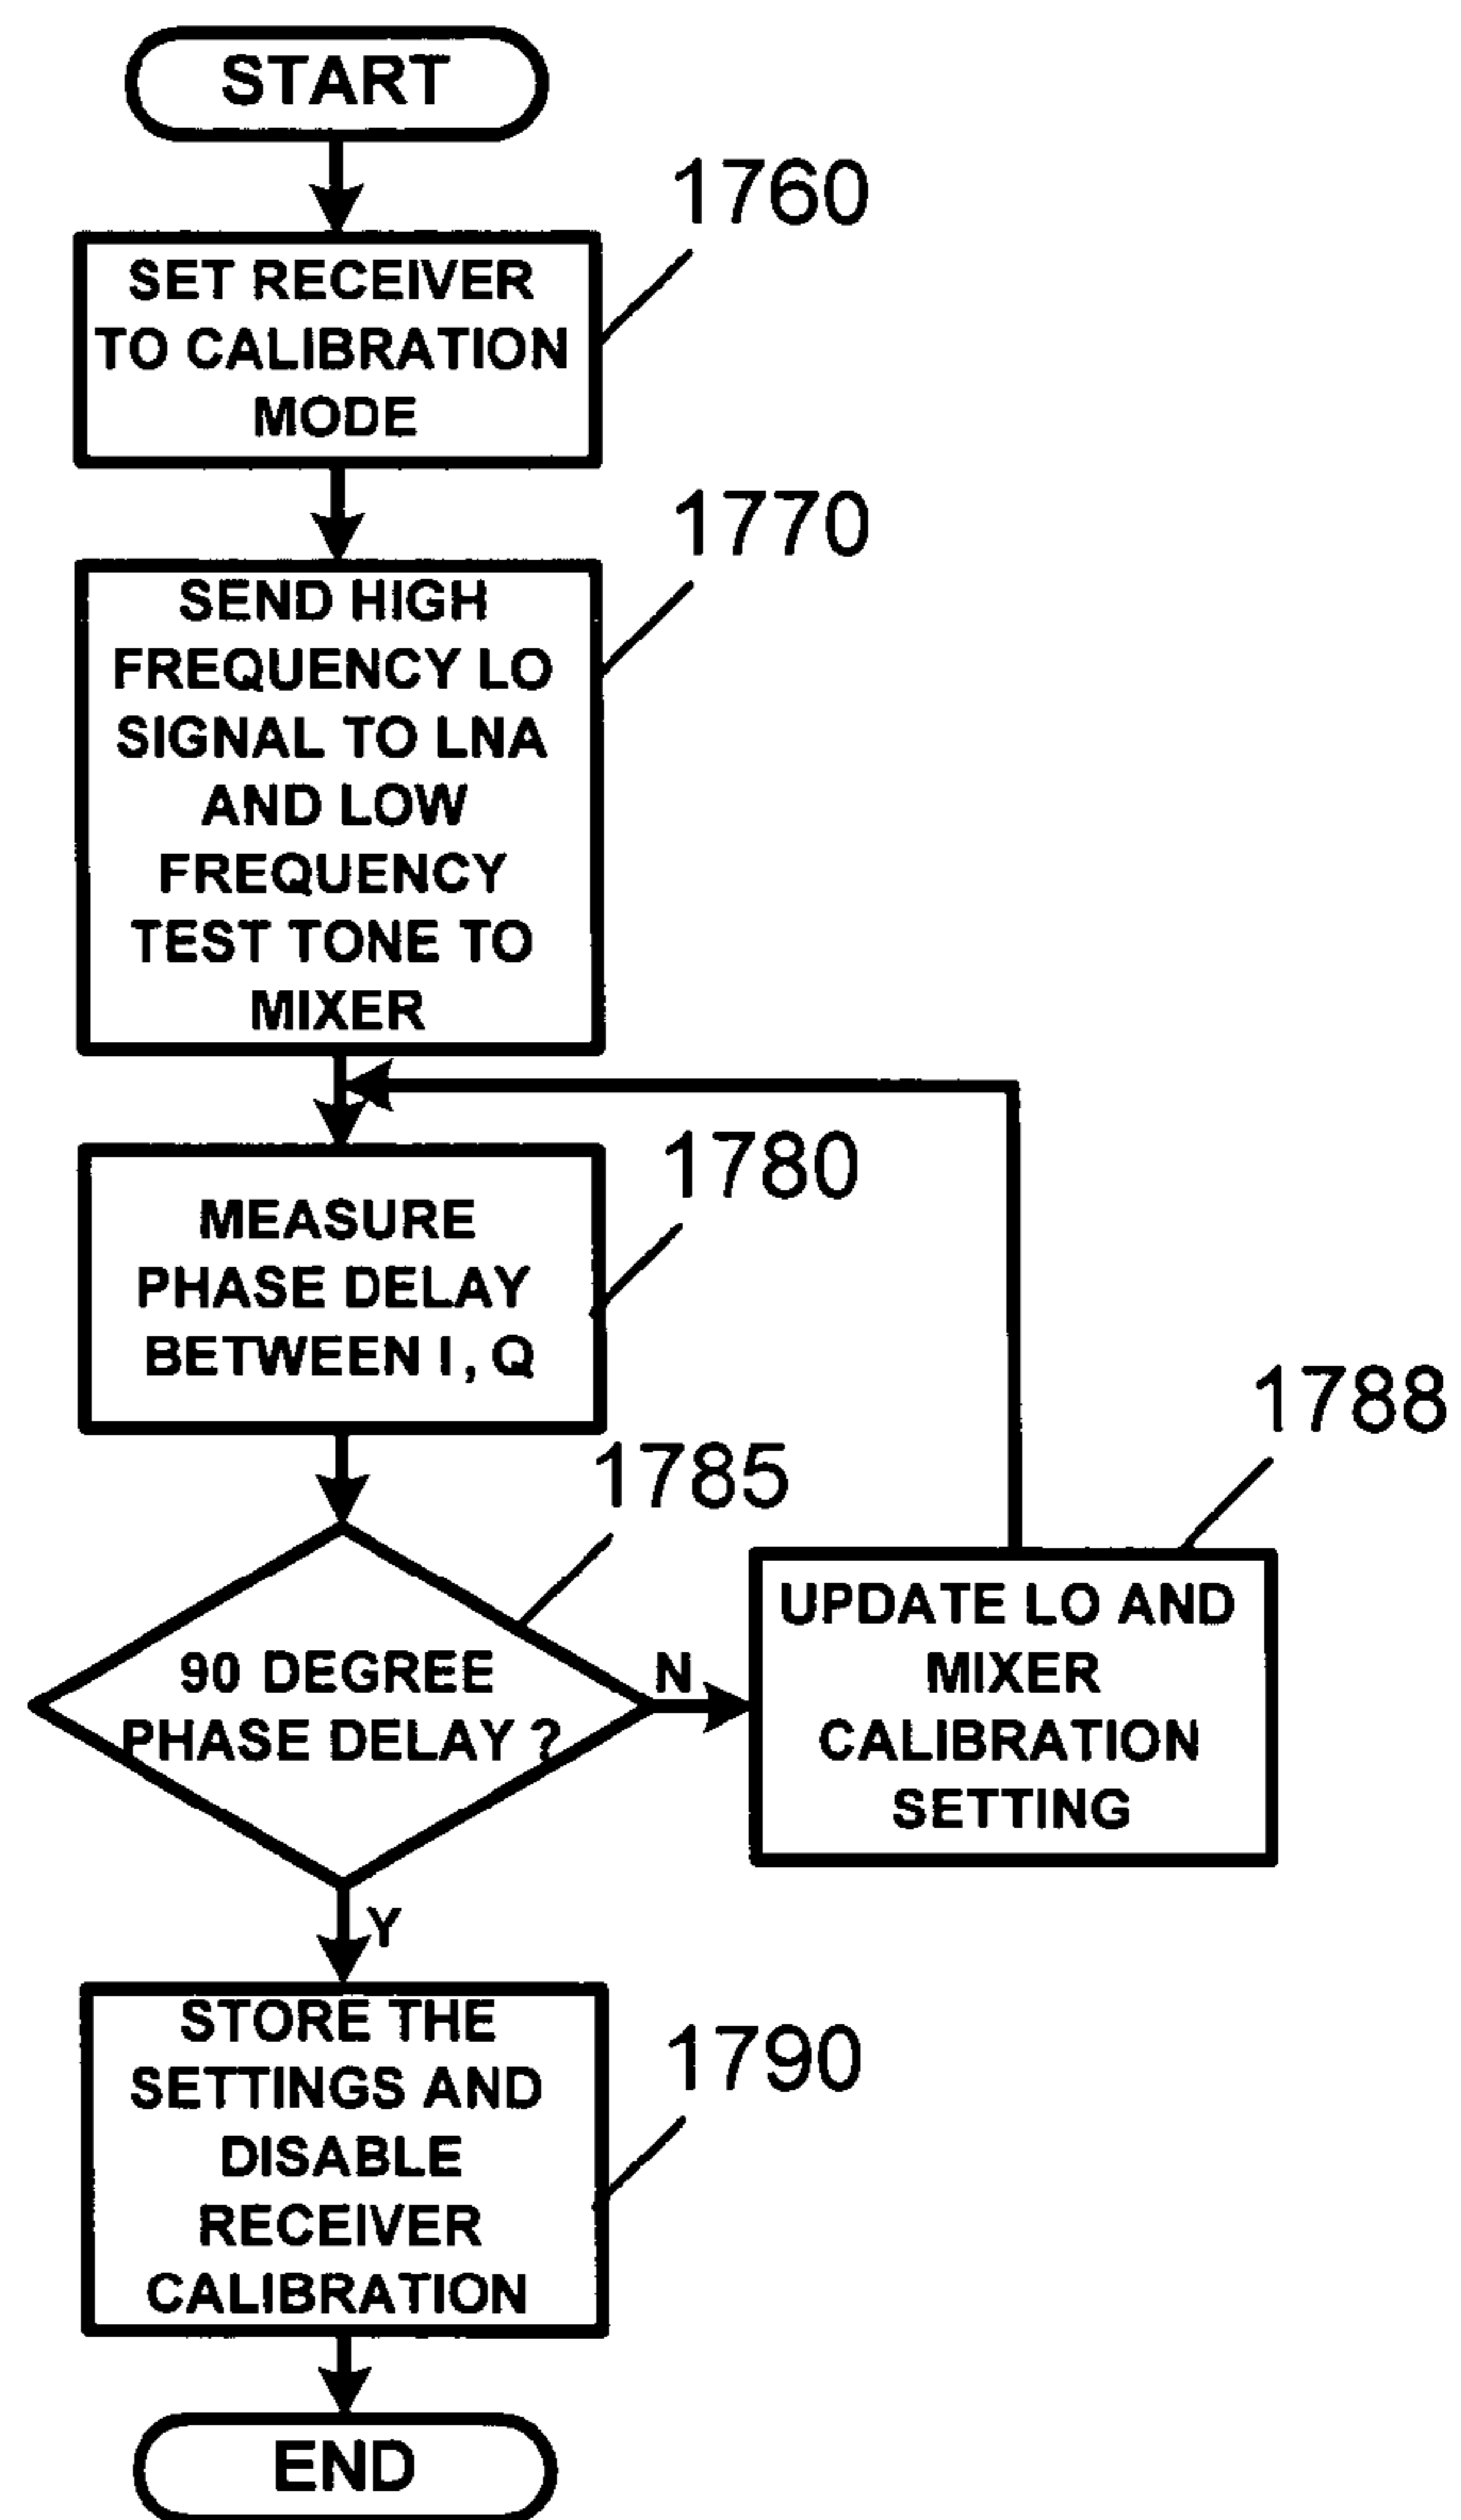 START
1760
SET RECEIVER
TO CALIBRATION
MODE
1770
SEND HIGH
FREQUENCY LO
SIGNAL TO LNA
AND LOW
FREQUENCY
TEST TONE TO
MIXER
1780
MEASURE
PHASE DELAY
BETWEEN I, Q
1785
90 DEGREE
PHASE DELAY ?
N
1788
UPDATE LO AND
MIXER
CALIBRATION
SETTING
Y
1790
STORE THE
SETTINGS AND
DISABLE
RECEIVER
CALIBRATION
END